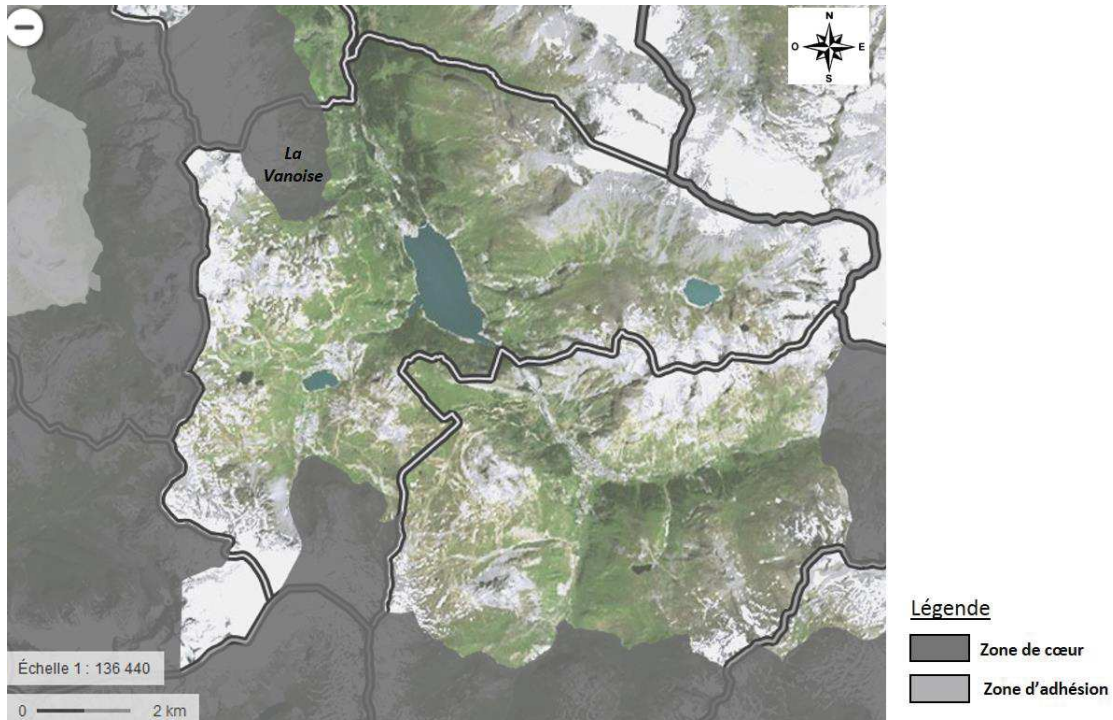 N
O
E
S
La
Vanoise
Légende
Zone de cœur
Zone d'adhésion
Échelle 1 : 136 440
0
2 km